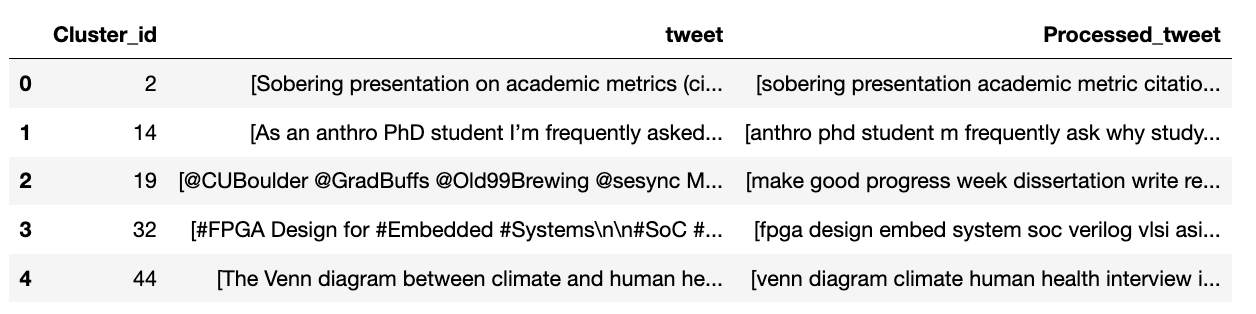 Cluster_id tweet Processed_tweet
0 2 [Sobering presentation on academic metrics (ci... [sobering presentation academic metric citatio...
1 14 [As an anthro PhD student I’m frequently asked... [anthro phd student m frequently ask why study...
2 19 [@CUBoulder @GradBuffs @Old99Brewing @sesync M... [make good progress week dissertation write re...
3 32 [#FPGA Design for #Embedded #Systems\n\n#SoC #... [fpga design embed system soc verilog vlsi asi...
4 44 [The Venn diagram between climate and human he... [venn diagram climate human health interview i...